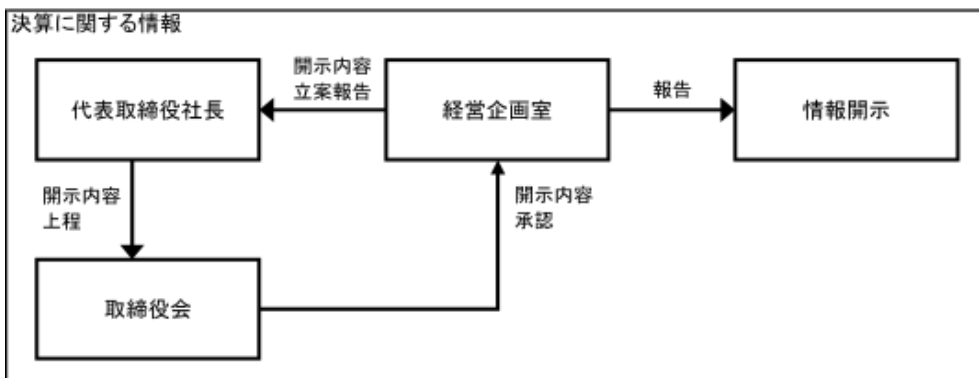 決算に関する情報
代表取締役社長
開示内容
立案報告
経営企画室
報告
情報開示
開示内容
上程
開示内容
承認
取締役会